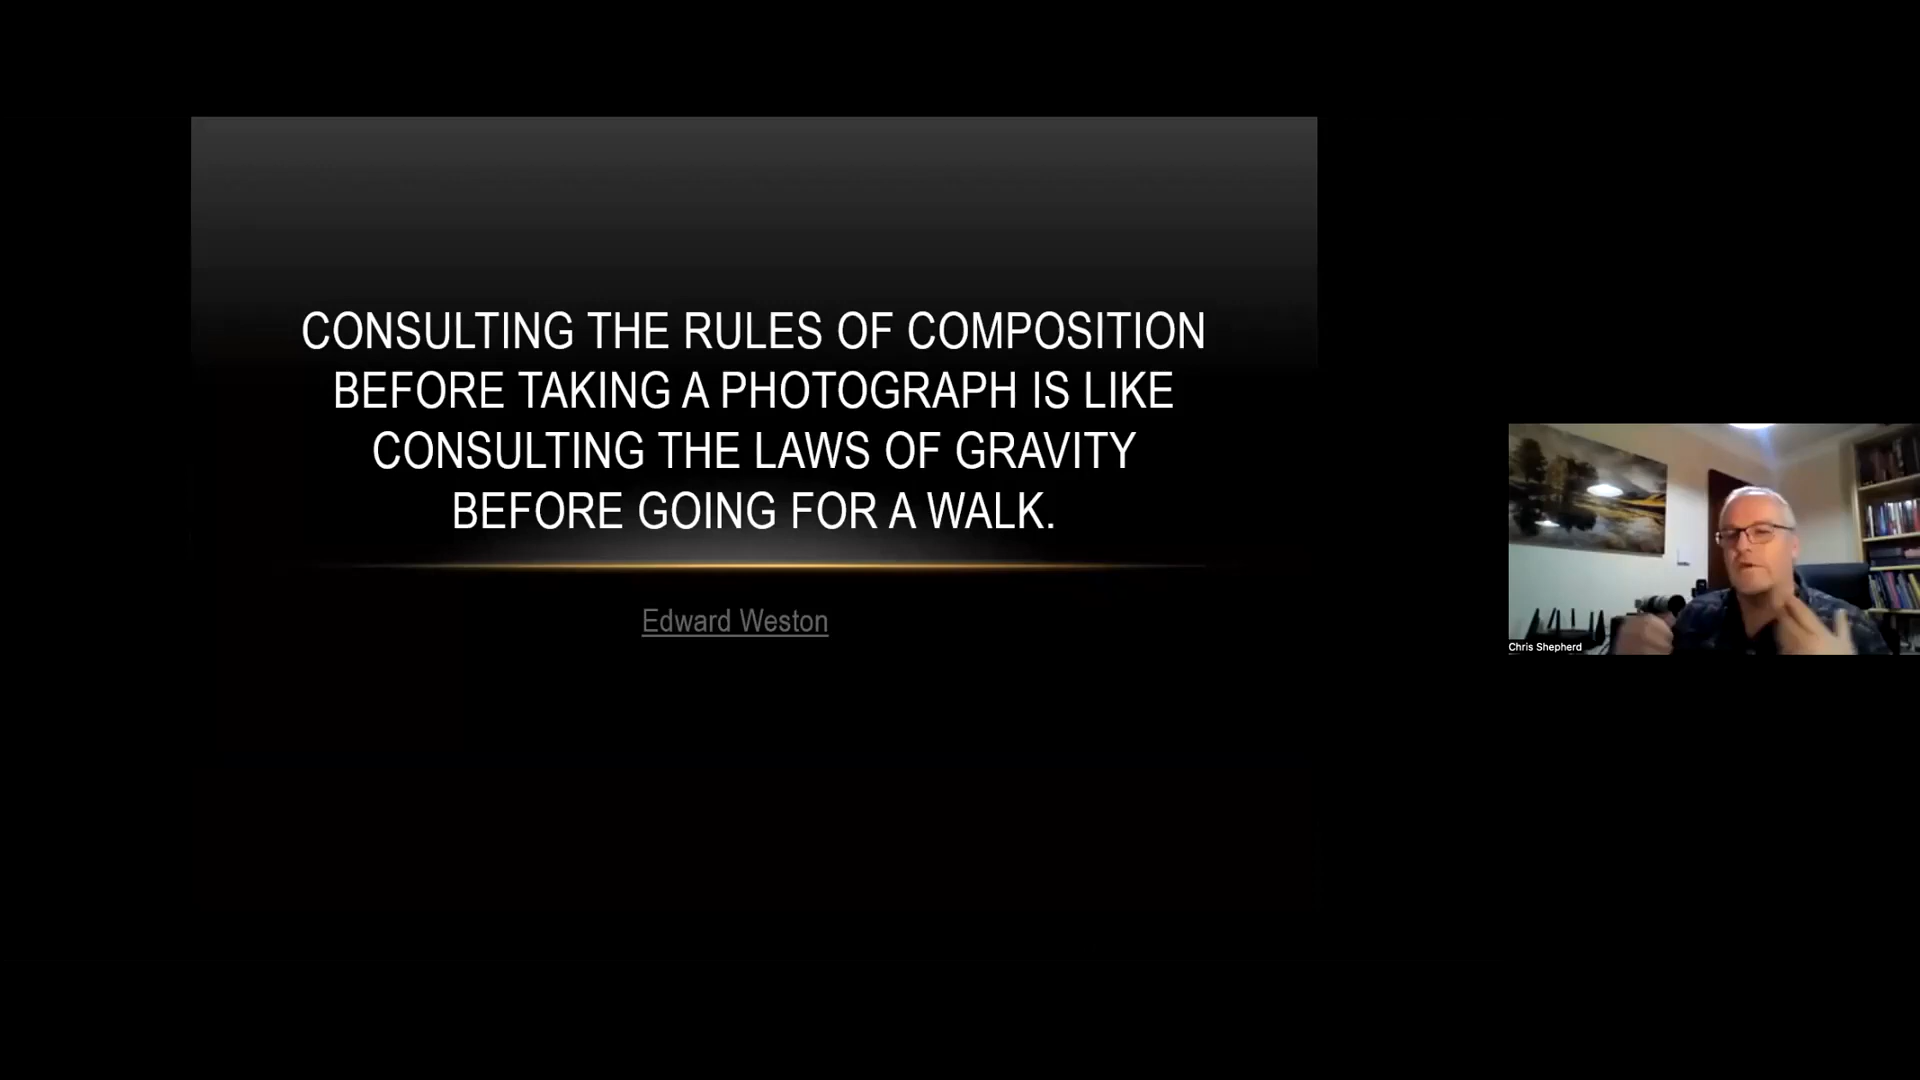 CONSULTING THE RULES OF COMPOSITION
BEFORE TAKING A PHOTOGRAPH IS LIKE
CONSULTING THE LAWS OF GRAVITY
BEFORE GOING FOR A WALK.
Edward Weston
Chris Shepherd